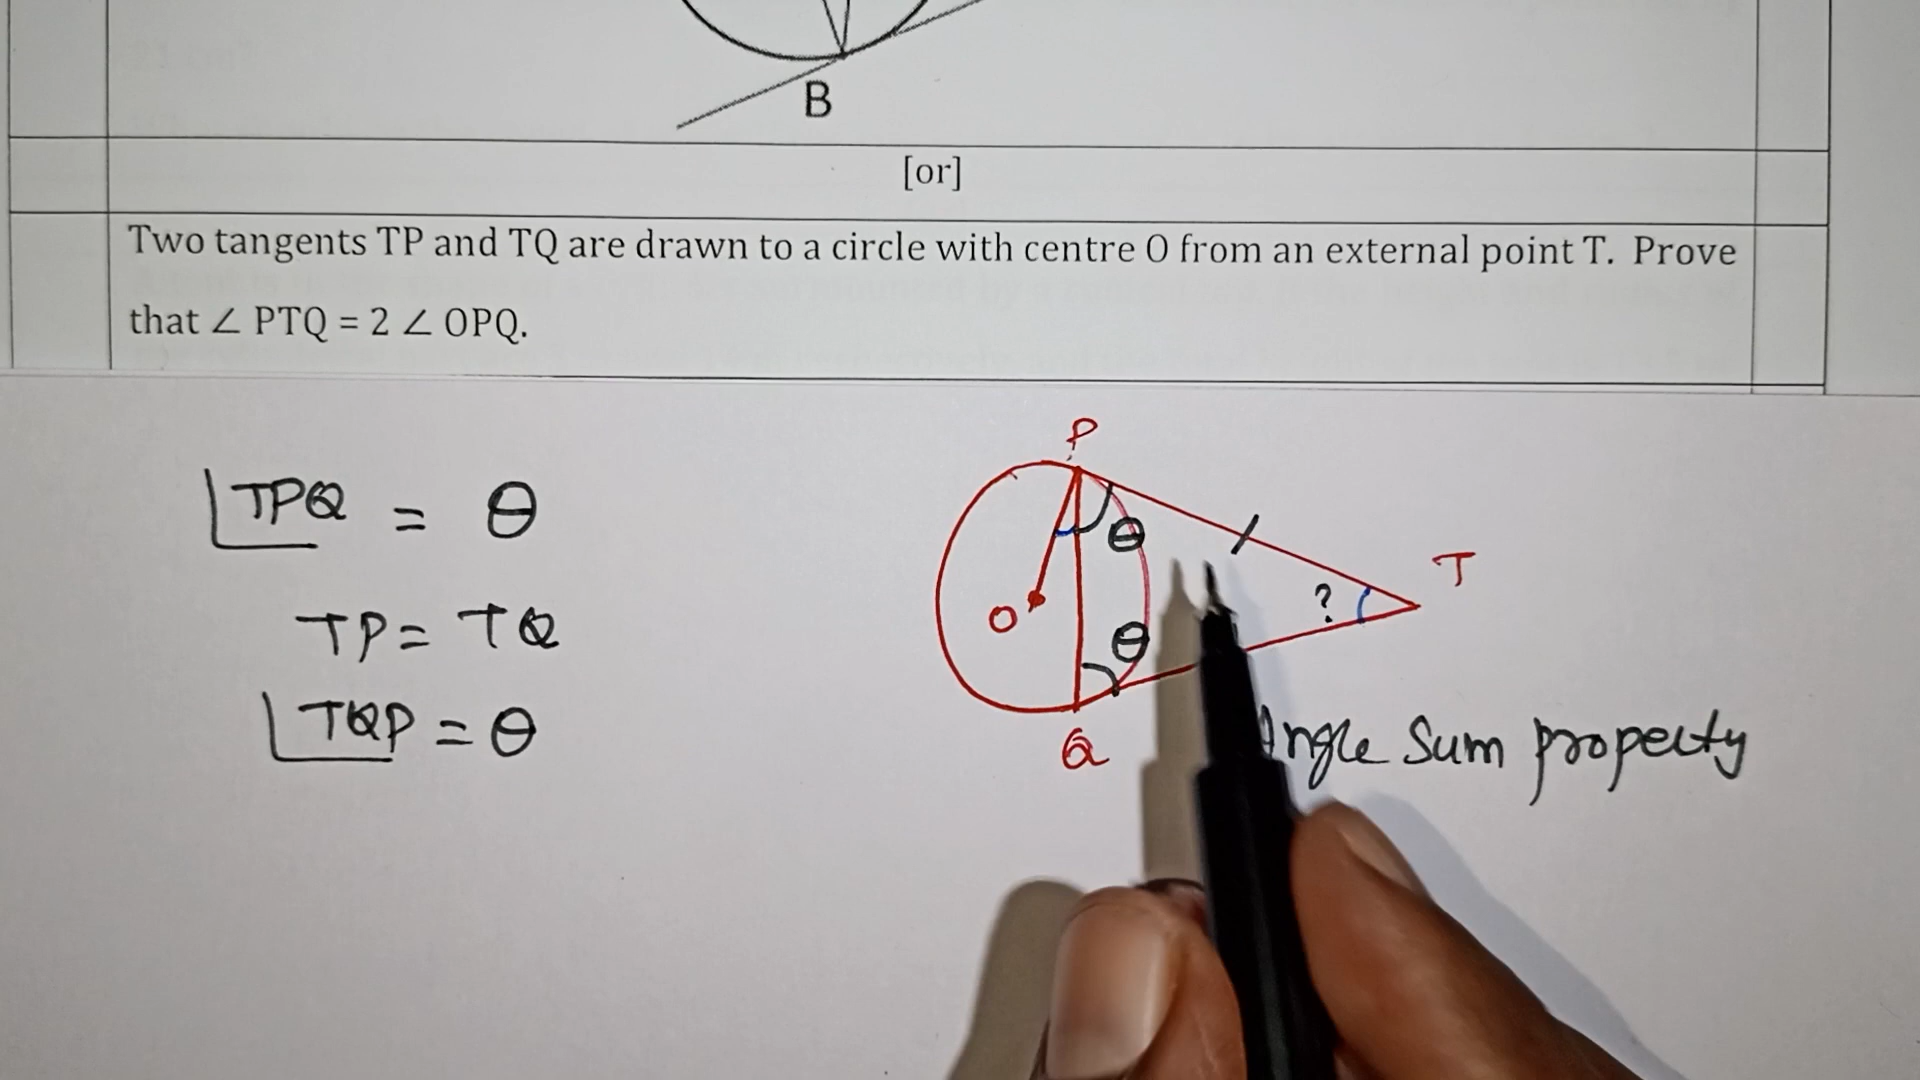 B
[or]
Two tangents TP and TQ are drawn to a circle with centre O from an external point T. Prove
that ∠ PTQ = 2 ∠ OPQ.
P
∠TPQ = θ
θ
T
?
O
TP = TQ
θ
∠TQP = θ
Q
Angle Sum property